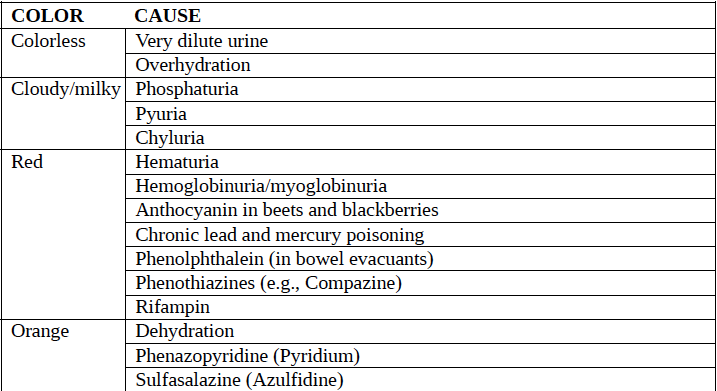 COLOR CAUSE
Colorless Very dilute urine
Overhydration
Cloudy/milky Phosphaturia
Pyuria
Chyluria
Red Hematuria
Hemoglobinuria/myoglobinuria
Anthocyanin in beets and blackberries
Chronic lead and mercury poisoning
Phenolphthalein (in bowel evacuants)
Phenothiazines (e.g., Compazine)
Rifampin
Orange Dehydration
Phenazopyridine (Pyridium)
Sulfasalazine (Azulfidine)